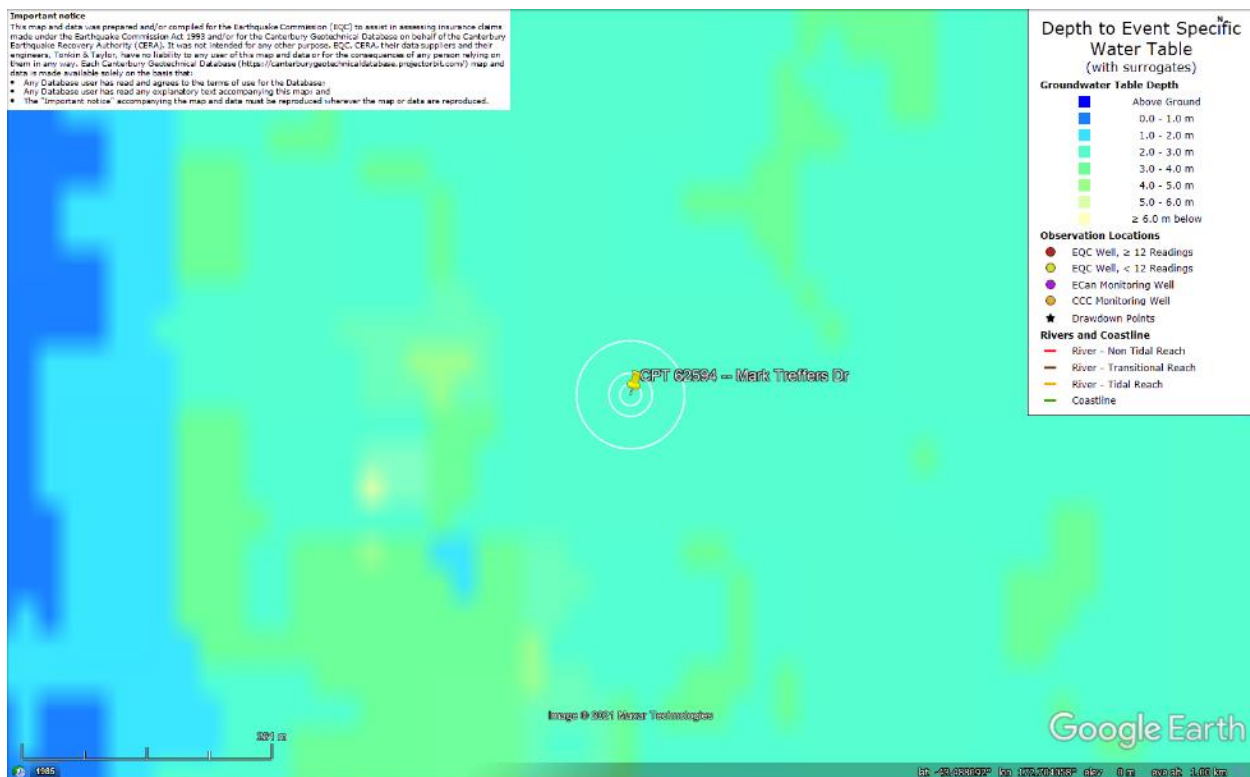 Important notice
This map and data was prepared and/or compiled for the Earthquake Commission (EQC) to assist in assessing insurance claims
made under the Earthquake Commission Act 1993 and/or for the Canterbury Geotechnical Database on behalf of the Canterbury
Earthquake Recovery Authority (CERA). It was not intended for any other purpose. EQC, CERA, their data suppliers and their
engineers, Tonkin & Taylor, have no liability to any user of this map and data or for the consequences of any person relying on
them in any way. Each Canterbury Geotechnical Database (https://canterburygeotechnicaldatabase.projectorbit.com/) map and
data is made available solely on the basis that:
• Any Database user has read and agrees to the terms of use for the Database;
• Any Database user has read any explanatory text accompanying this map; and
• The "Important notice" accompanying the map and data must be reproduced wherever the map or data are reproduced.
N
Depth to Event Specific
Water Table
(with surrogates)
Groundwater Table Depth
Above Ground
0.0 - 1.0 m
1.0 - 2.0 m
2.0 - 3.0 m
3.0 - 4.0 m
4.0 - 5.0 m
5.0 - 6.0 m
≥ 6.0 m below
Observation Locations
EQC Well, ≥ 12 Readings
EQC Well, < 12 Readings
ECan Monitoring Well
CCC Monitoring Well
Drawdown Points
Rivers and Coastline
River - Non Tidal Reach
River - Transitional Reach
River - Tidal Reach
Coastline
CPT 62594 -- Mark Treffers Dr
Image © 2021 Maxar Technologies
Google Earth
1985
lon elev 0 m eye alt